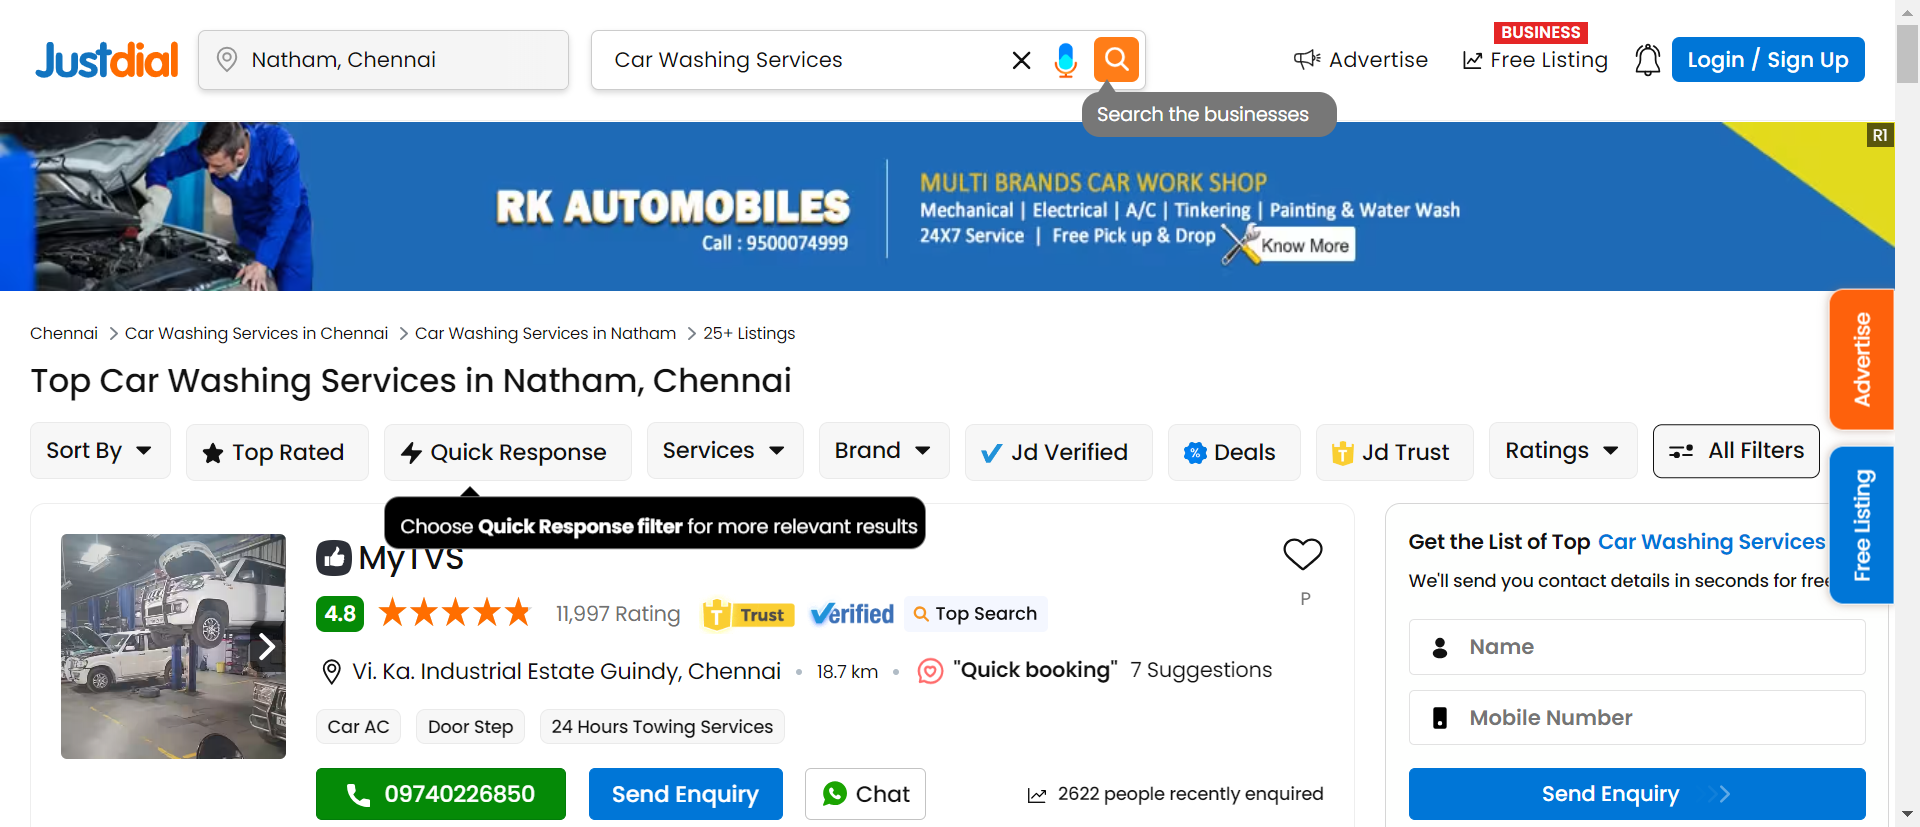 Justdial
Natham, Chennai
Car Washing Services
Advertise
BUSINESS
Free Listing
Login / Sign Up
Search the businesses
R1
RK AUTOMOBILES
Call : 9500074999
MULTI BRANDS CAR WORK SHOP
Mechanical | Electrical | A/C | Tinkering | Painting & Water Wash
24X7 Service | Free Pick up & Drop
Know More
Chennai > Car Washing Services in Chennai > Car Washing Services in Natham > 25+ Listings
Top Car Washing Services in Natham, Chennai
Sort By
Top Rated
Quick Response
Services
Brand
Jd Verified
Deals
Jd Trust
Ratings
All Filters
Advertise
Free Listing
Choose Quick Response filter for more relevant results
MyTVS
4.8
11,997 Rating
Trust
Verified
Top Search
P
Vi. Ka. Industrial Estate Guindy, Chennai • 18.7 km • "Quick booking" 7 Suggestions
Car AC
Door Step
24 Hours Towing Services
09740226850
Send Enquiry
Chat
2622 people recently enquired
Get the List of Top Car Washing Services
We'll send you contact details in seconds for free
Name
Mobile Number
Send Enquiry